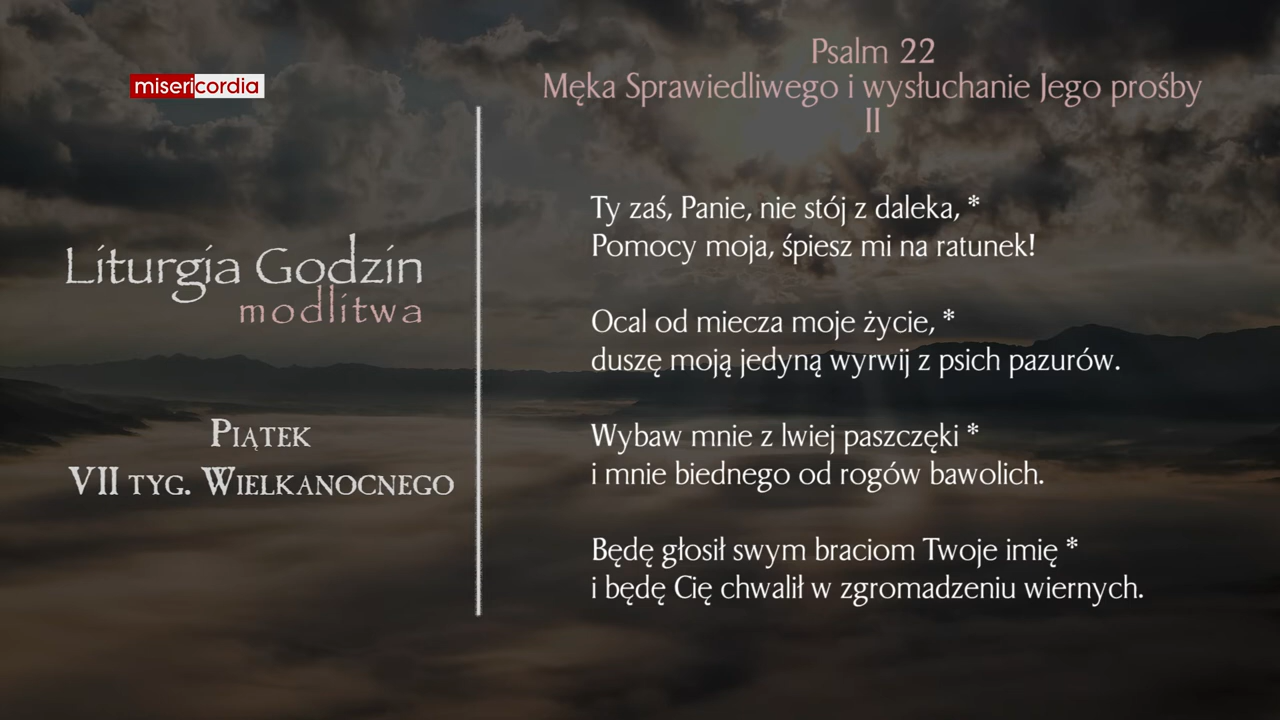 misericordia
Liturgia Godzin
modlitwa
Piątek
VII tyg. Wielkanocnego
Psalm 22
Męka Sprawiedliwego i wysłuchanie Jego prośby
II
Ty zaś, Panie, nie stój z daleka, *
Pomocy moja, śpiesz mi na ratunek!
Ocal od miecza moje życie, *
duszę moją jedyną wyrwij z psich pazurów.
Wybaw mnie z lwiej paszczęki *
i mnie biednego od rogów bawolich.
Będę głosił swym braciom Twoje imię *
i będę Cię chwalił w zgromadzeniu wiernych.